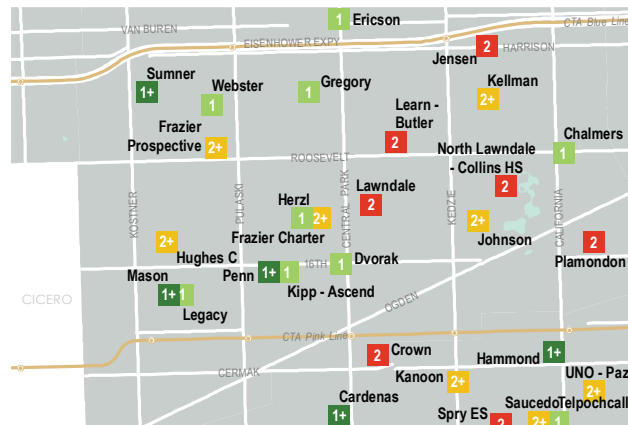 1
Ericson
CTA Blue Line
VAN BUREN
EISENHOWER EXPY
2
HARRISON
Jensen
Sumner
1+
Webster
1
Gregory
1
Kellman
2+
Learn -
Butler
2
Frazier
Prospective
2+
North Lawndale
- Collins HS
2
Chalmers
1
ROOSEVELT
KOSTNER
PULASKI
CENTRAL PARK
KEDZIE
CALIFORNIA
Lawndale
2
Herzl
1
2+
Frazier Charter
2+
Johnson
2+
Hughes C
2
Plamondon
16TH
1
Dvorak
Mason
1+
1
Legacy
Penn
1+
1
Kipp - Ascend
OGDEN
CICERO
CTA Pink Line
2
Crown
Hammond
1+
CERMAK
Kanoon
2+
UNO - Paz
2+
Cardenas
1+
Saucedo
Telpochcall
Spry ES
2
2+
1